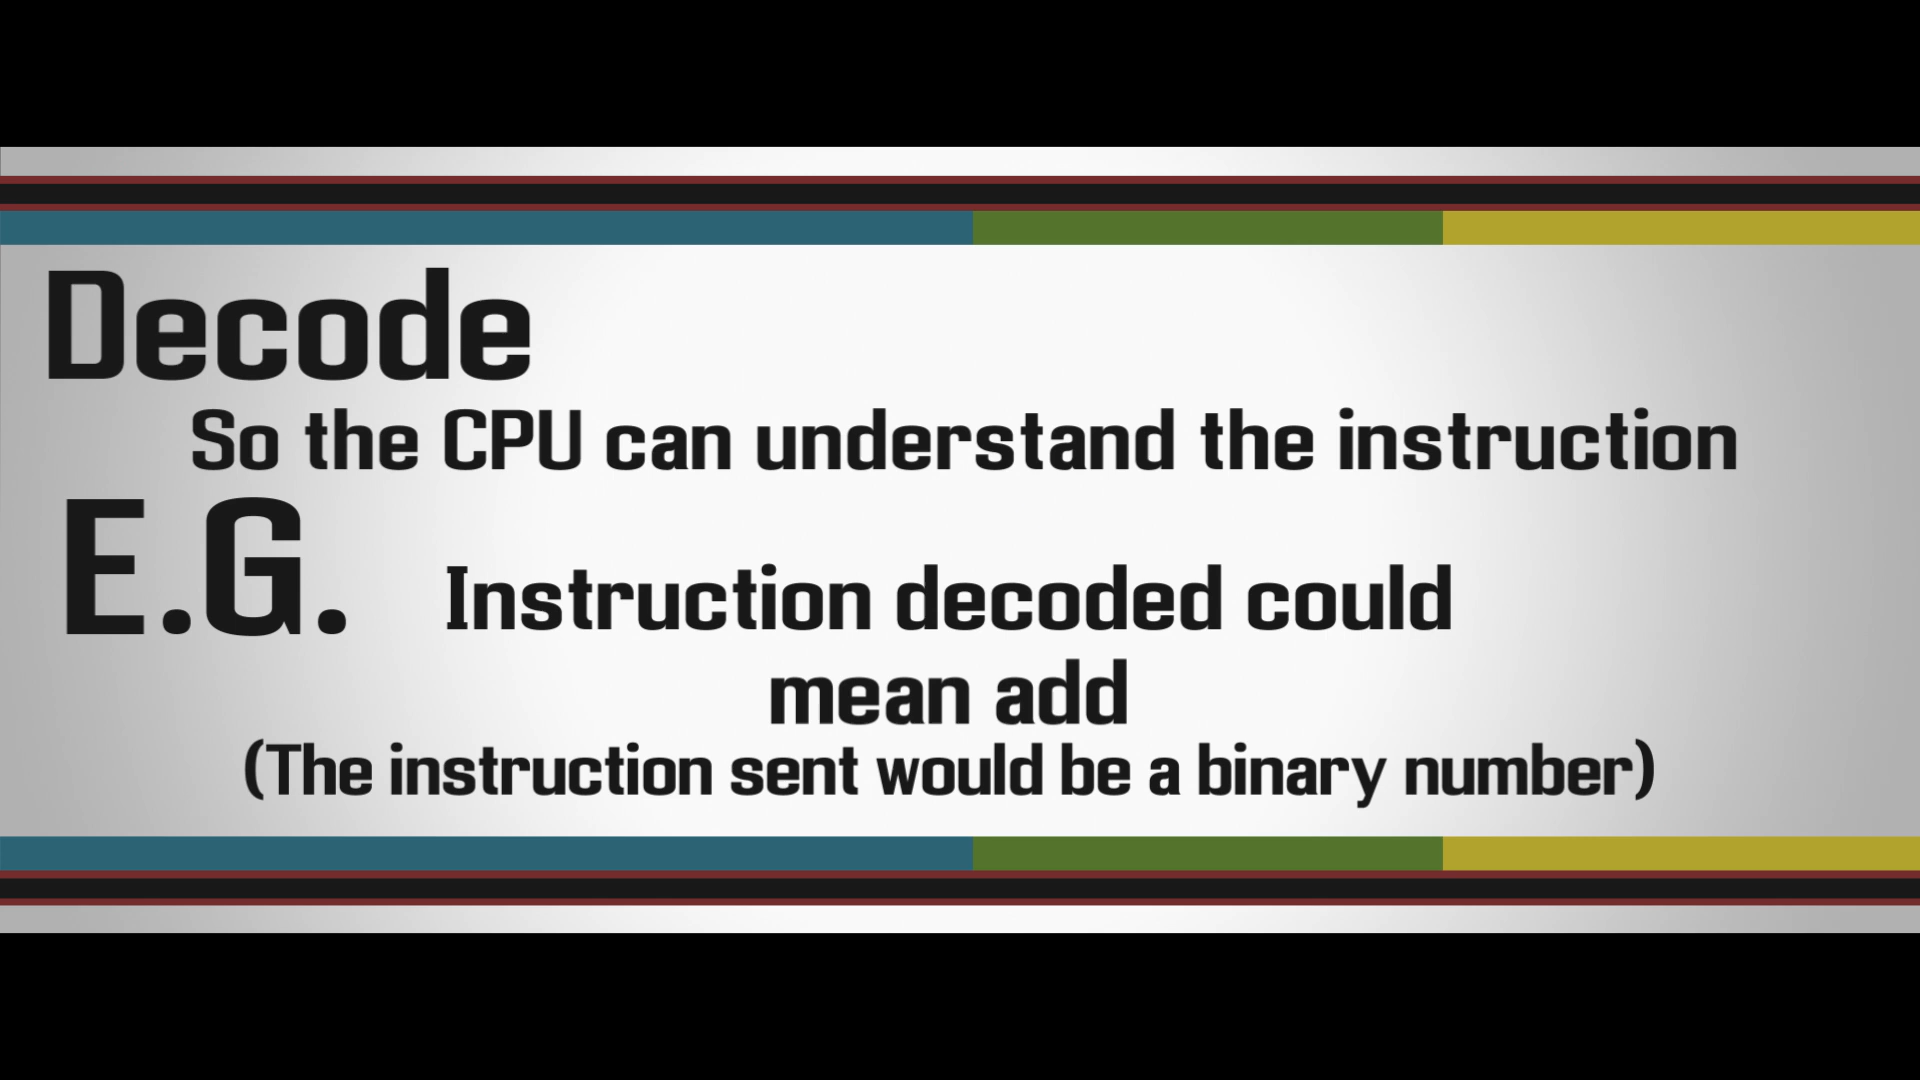 Decode
So the CPU can understand the instruction
E.G. Instruction decoded could
mean add
(The instruction sent would be a binary number)